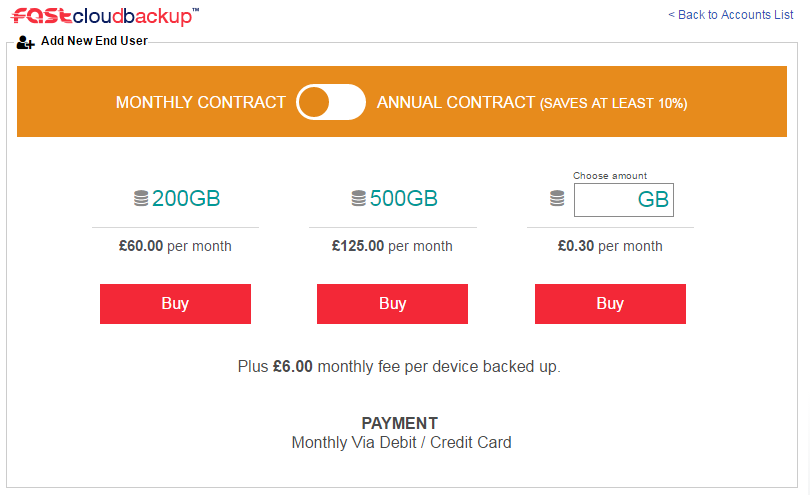 fastcloudbackup™
< Back to Accounts List
Add New End User
MONTHLY CONTRACT
ANNUAL CONTRACT (SAVES AT LEAST 10%)
200GB
£60.00 per month
Buy
500GB
£125.00 per month
Buy
Choose amount
GB
£0.30 per month
Buy
Plus £6.00 monthly fee per device backed up.
PAYMENT
Monthly Via Debit / Credit Card